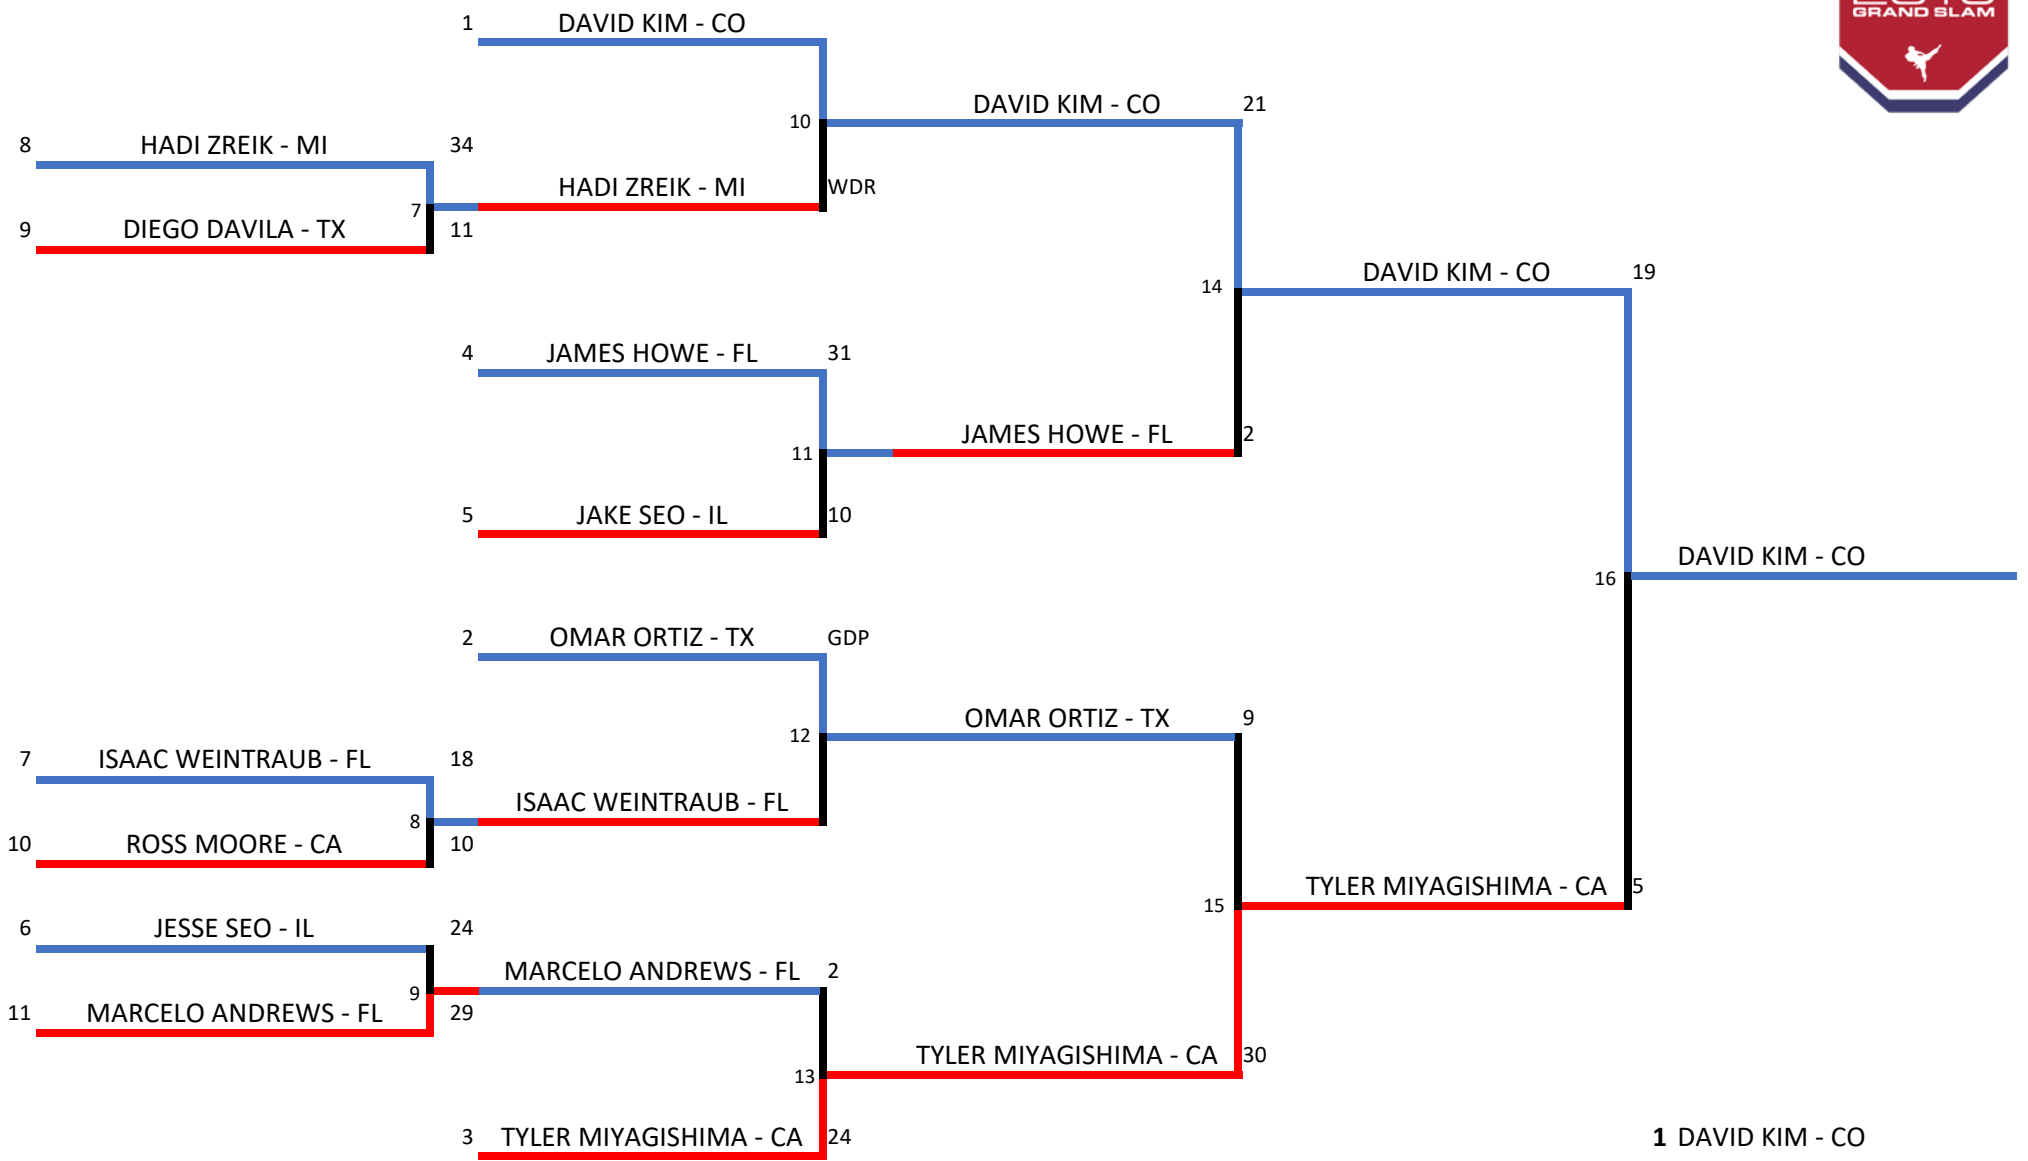 GRAND SLAM
1 DAVID KIM - CO
DAVID KIM - CO 21
10
8 HADI ZREIK - MI 34
HADI ZREIK - MI WDR
7
9 DIEGO DAVILA - TX 11
DAVID KIM - CO 19
14
4 JAMES HOWE - FL 31
JAMES HOWE - FL 2
11
5 JAKE SEO - IL 10
DAVID KIM - CO
16
2 OMAR ORTIZ - TX GDP
OMAR ORTIZ - TX 9
12
7 ISAAC WEINTRAUB - FL 18
ISAAC WEINTRAUB - FL
8
10 ROSS MOORE - CA 10
TYLER MIYAGISHIMA - CA 5
15
6 JESSE SEO - IL 24
MARCELO ANDREWS - FL 2
9
11 MARCELO ANDREWS - FL 29
TYLER MIYAGISHIMA - CA 30
13
3 TYLER MIYAGISHIMA - CA 24
1 DAVID KIM - CO